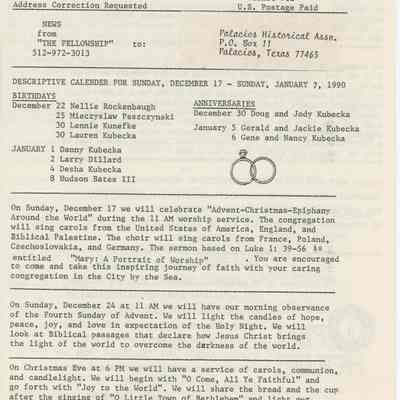 Address Correction Requested
U.S. Postage Paid
NEWS
from
"THE FELLOWSHIP" to:
512-972-3013
Palacios Historical Assn.
P.O. Box 11
Palacios, Texas 77465
DESCRIPTIVE CALENDER FOR SUNDAY, DECEMBER 17 - SUNDAY, JANUARY 7, 1990
BIRTHDAYS
December 22 Nellie Rockenbaugh
25 Mieczyslaw Paszczynski
30 Lannie Kunefke
30 Lauren Kubecka
JANUARY 1 Danny Kubecka
2 Larry Dillard
4 Desha Kubecka
8 Hudson Bates III
ANNIVERSARIES
December 30 Doug and Jody Kubecka
January 5 Gerald and Jackie Kubecka
6 Gene and Nancy Kubecka
On Sunday, December 17 we will celebrate "Advent-Christmas-Epiphany
Around the World" during the 11 AM worship service. The congregation
will sing carols from the United States of America, England, and
Biblical Palestine. The choir will sing carols from France, Poland,
Czechoslovakia, and Germany. The sermon based on Luke 1: 39-56
entitled "Mary: A Portrait of Worship" . You are encouraged
to come and take this inspiring journey of faith with your caring
congregation in the City by the Sea.
On Sunday, December 24 at 11 AM we will have our morning observance
of the Fourth Sunday of Advent. We will light the candles of hope,
peace, joy, and love in expectation of the Holy Night. We will
look at Biblical passages that declare how Jesus Christ brings
the light of the world to overcome the darkness of the world.
On Christmas Eve at 6 PM we have a service of carols, communion,
and candlelight. We will begin with "O Come, All Ye Faithful" and
go forth with "Joy to the World". We will share the bread and the cup
after the singing of "O Little Town of Bethlehem" and light our